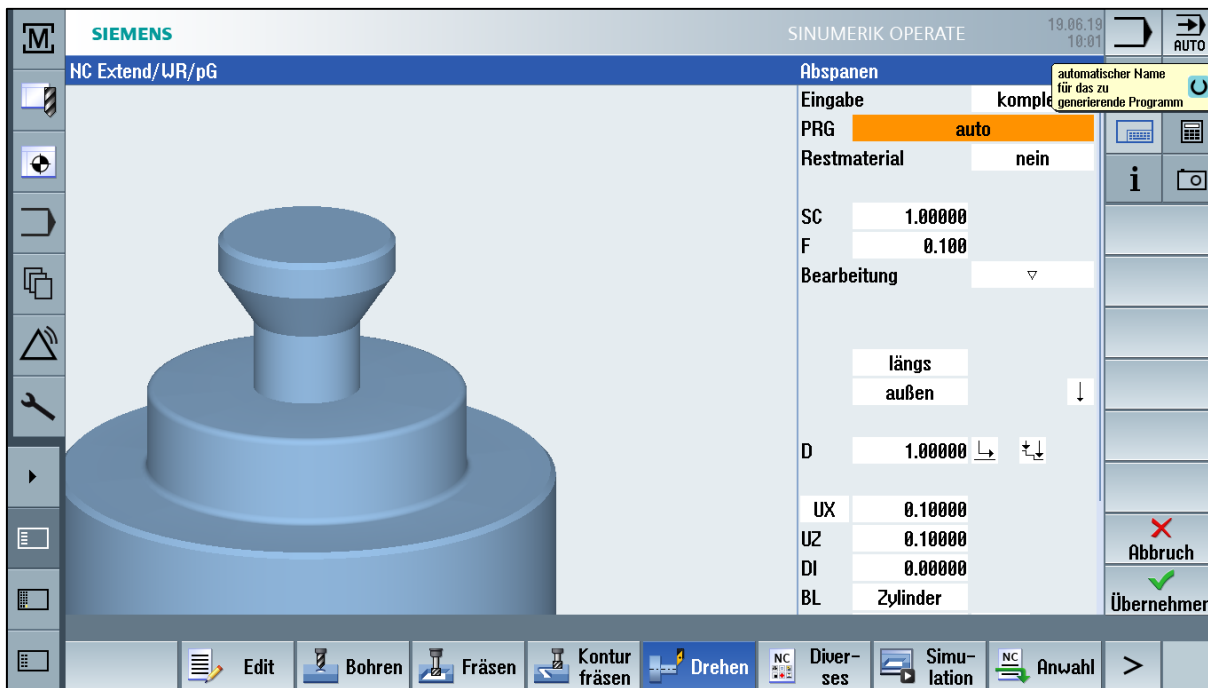 M
SIEMENS
SINUMERIK OPERATE
19.06.19
10:01
AUTO
NC Extend/WR/pG
Abspanen
automatischer Name
für das zu
generierende Programm
Eingabe
PRG auto
Restmaterial nein
i
SC 1.00000
F 0.100
Bearbeitung ▽
längs
außen
D 1.00000
UX 0.10000
UZ 0.10000
DI 0.00000
BL Zylinder
Abbruch
Übernehmen
Edit
Bohren
Fräsen
Kontur
fräsen
Drehen
NC
Diver-
ses
Simu-
lation
NC
Anwahl
>